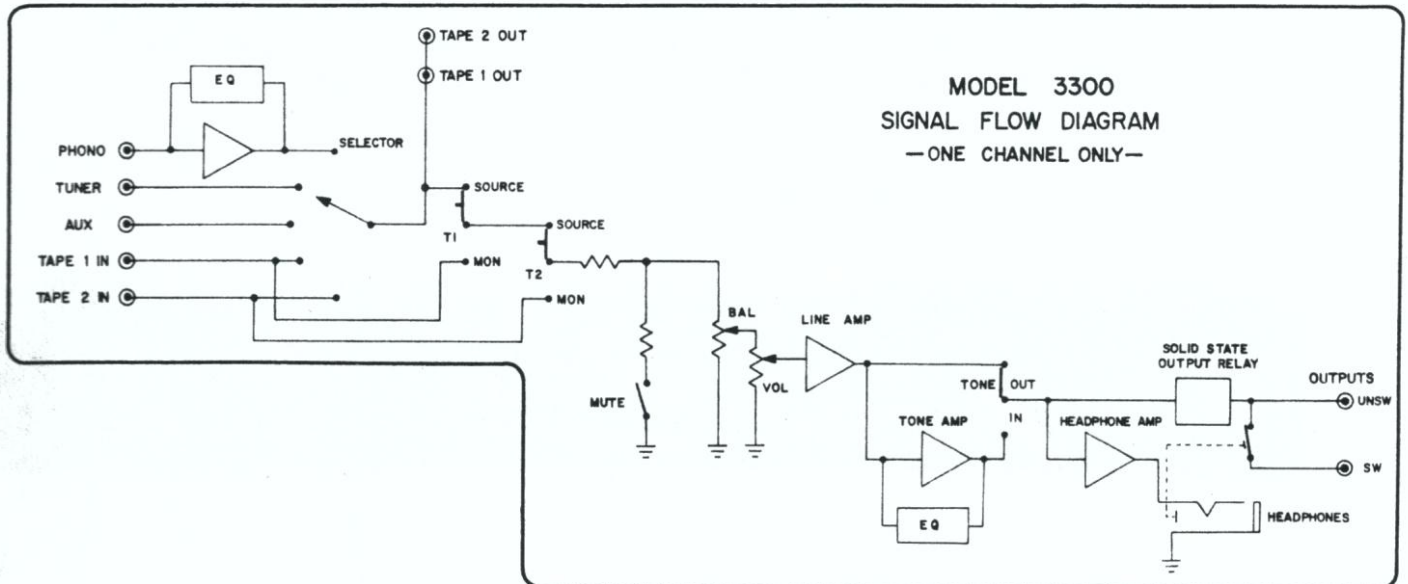 TAPE 2 OUT
TAPE 1 OUT
EQ
MODEL 3300
SIGNAL FLOW DIAGRAM
—ONE CHANNEL ONLY—
PHONO
SELECTOR
TUNER
SOURCE
AUX
SOURCE
T1
TAPE 1 IN
MON
T2
TAPE 2 IN
MON
BAL
LINE AMP
SOLID STATE
OUTPUT RELAY
OUTPUTS
VOL
TONE
OUT
UNSW
MUTE
IN
TONE AMP
HEADPHONE AMP
SW
EQ
HEADPHONES